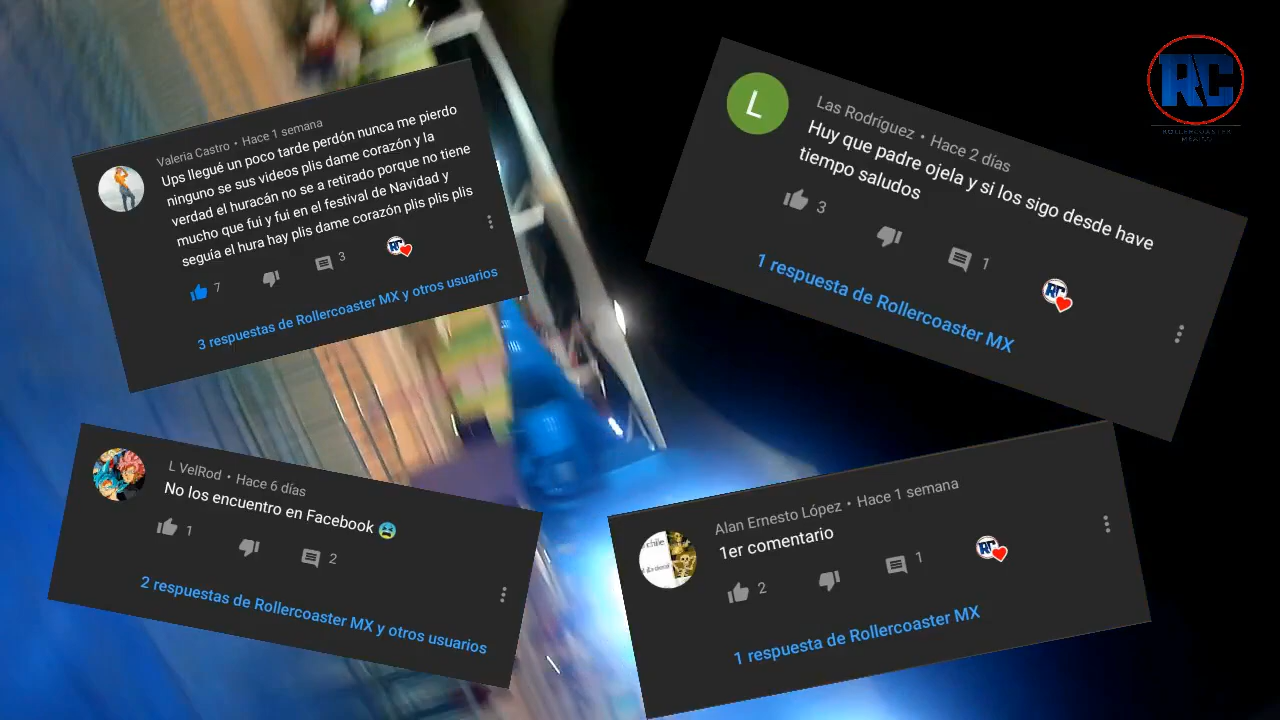 Valeria Castro • Hace 1 semana
Ups llegué un poco tarde perdón nunca me pierdo
ninguno se sus videos plis dame corazón y la
verdad el huracán no se a retirado porque no tiene
mucho que fui y fui en el festival de Navidad y
seguía el hura hay plis dame corazón plis plis plis
7
3
RC
3 respuestas de Rollercoaster MX y otros usuarios
L
Las Rodríguez • Hace 2 días
Huy que padre ojela y si los sigo desde have
tiempo saludos
3
1
RC
1 respuesta de Rollercoaster MX
RC
ROLLERCOASTER
MÉXICO
L VelRod • Hace 6 días
No los encuentro en Facebook 😫
1
2
2 respuestas de Rollercoaster MX y otros usuarios
Alan Ernesto López • Hace 1 semana
1er comentario
2
1
RC
1 respuesta de Rollercoaster MX